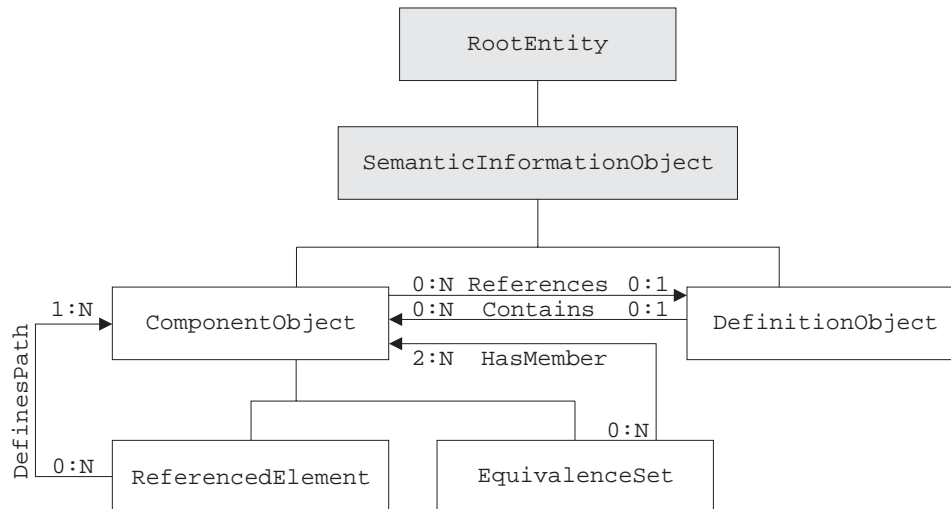 RootEntity
SemanticInformationObject
0:N References 0:1
1:N
0:N Contains 0:1
ComponentObject
DefinitionObject
2:N HasMember
DefinesPath
0:N
0:N
ReferencedElement
EquivalenceSet